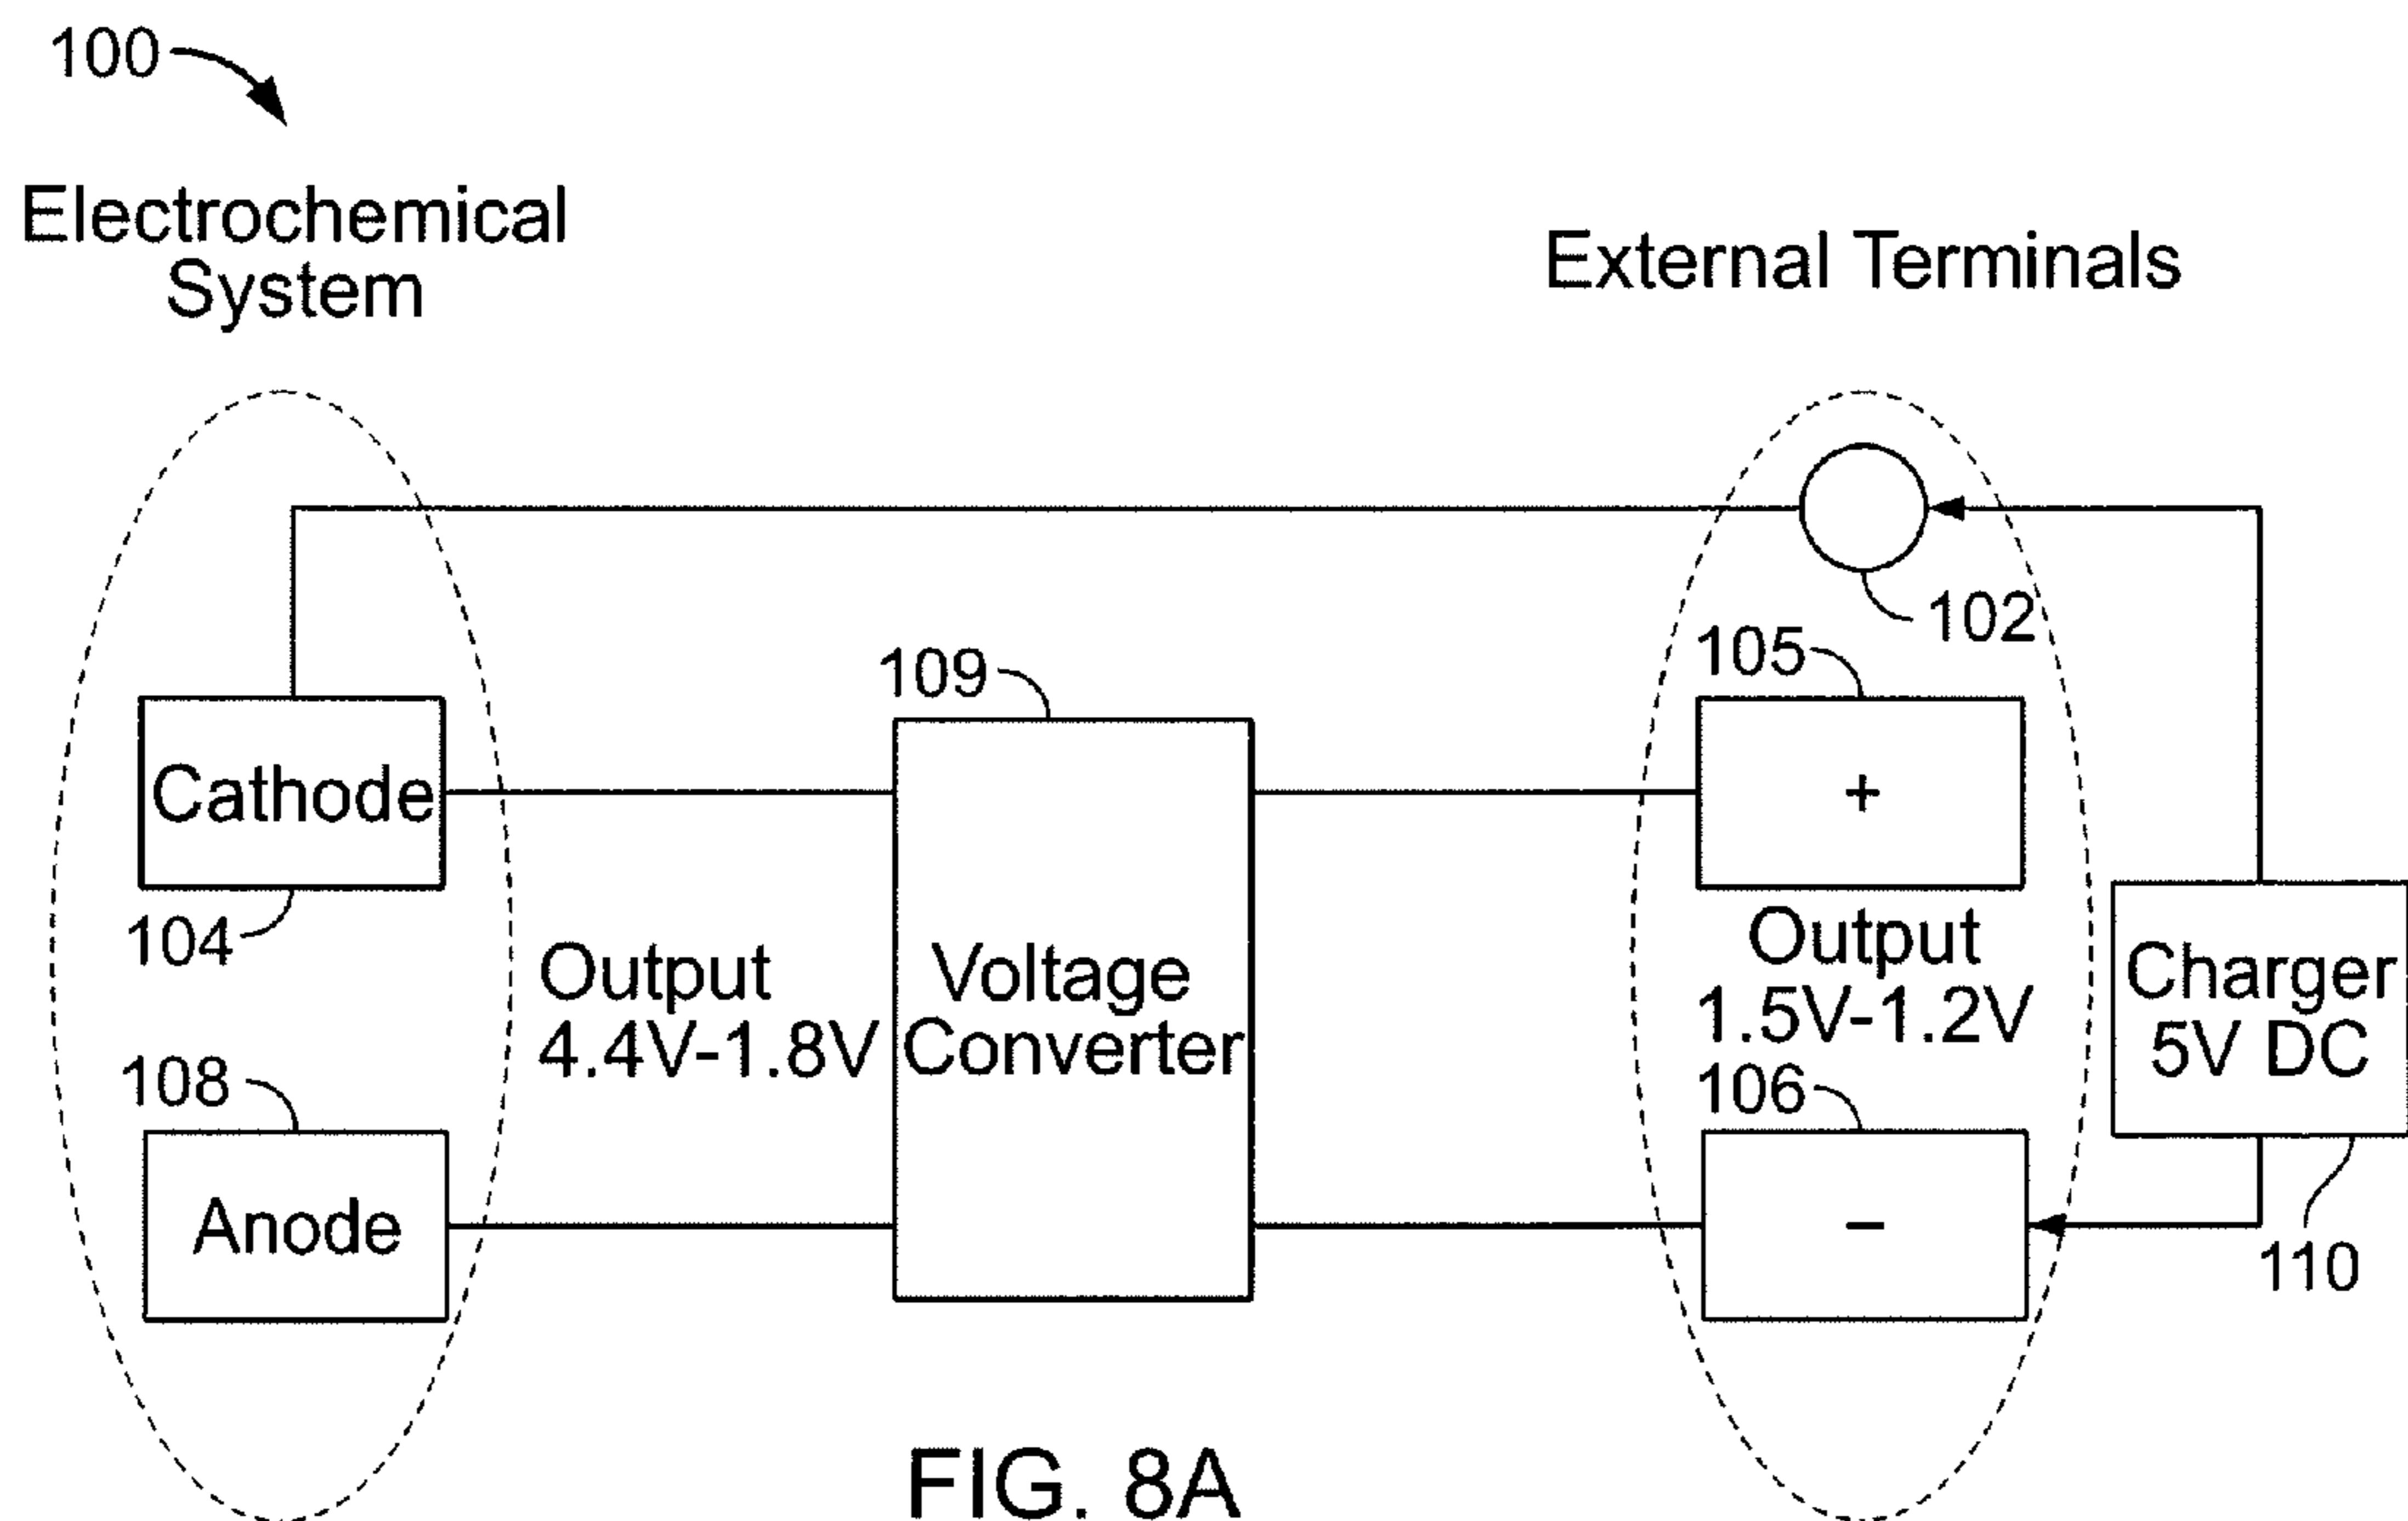 100
Electrochemical
System
External Terminals
102
105
+
109
Cathode
104
Output
4.4V-1.8V
Voltage
Converter
Output
1.5V-1.2V
Charger
5V DC
108
106
Anode
–
110
FIG. 8A